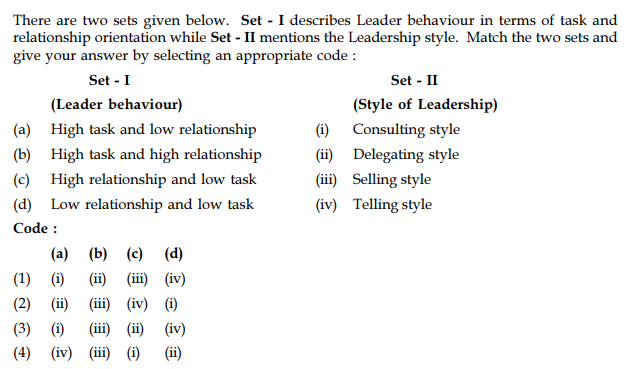 There are two sets given below. Set - I describes Leader behaviour in terms of task and
relationship orientation while Set - II mentions the Leadership style. Match the two sets and
give your answer by selecting an appropriate code :
Set - I Set - II
(Leader behaviour) (Style of Leadership)
(a) High task and low relationship (i) Consulting style
(b) High task and high relationship (ii) Delegating style
(c) High relationship and low task (iii) Selling style
(d) Low relationship and low task (iv) Telling style
Code :
(a) (b) (c) (d)
(1) (i) (ii) (iii) (iv)
(2) (ii) (iii) (iv) (i)
(3) (i) (iii) (ii) (iv)
(4) (iv) (iii) (i) (ii)